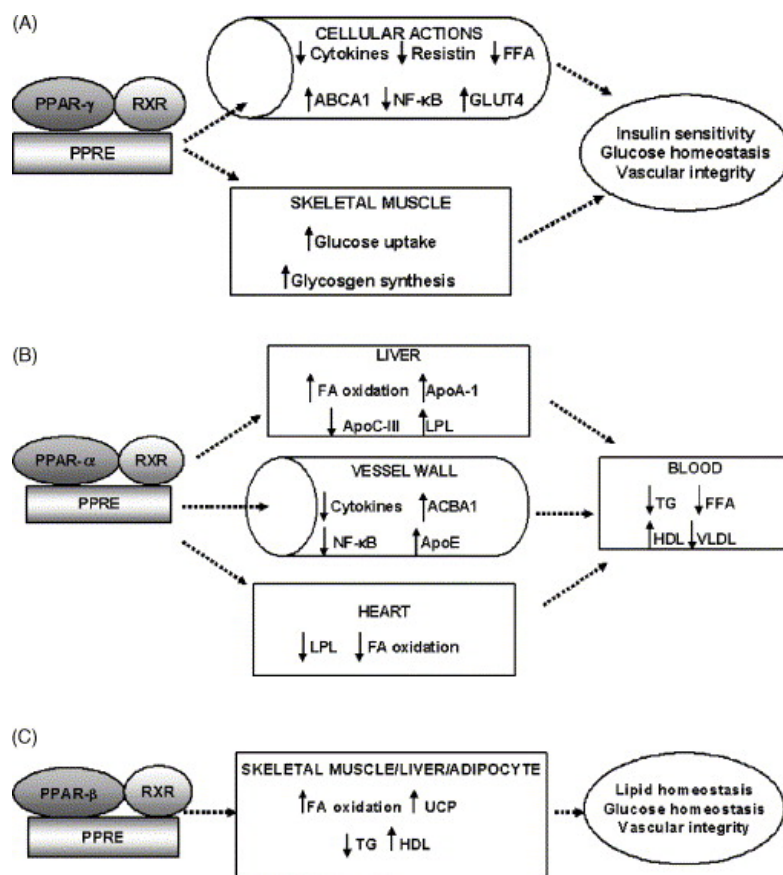 (A)
CELLULAR ACTIONS
Cytokines Resistin FFA
ABCA1 NF-κB GLUT4
PPAR-γ RXR
PPRE
SKELETAL MUSCLE
Glucose uptake
Glycosgen synthesis
Insulin sensitivity
Glucose homeostasis
Vascular integrity
(B)
LIVER
FA oxidation ApoA-1
ApoC-III LPL
PPAR-α RXR
PPRE
VESSEL WALL
Cytokines ACBA1
NF-κB ApoE
HEART
LPL FA oxidation
BLOOD
TG FFA
HDL VLDL
(C)
PPAR-β RXR
PPRE
SKELETAL MUSCLE/LIVER/ADIPOCYTE
FA oxidation UCP
TG HDL
Lipid homeostasis
Glucose homeostasis
Vascular integrity